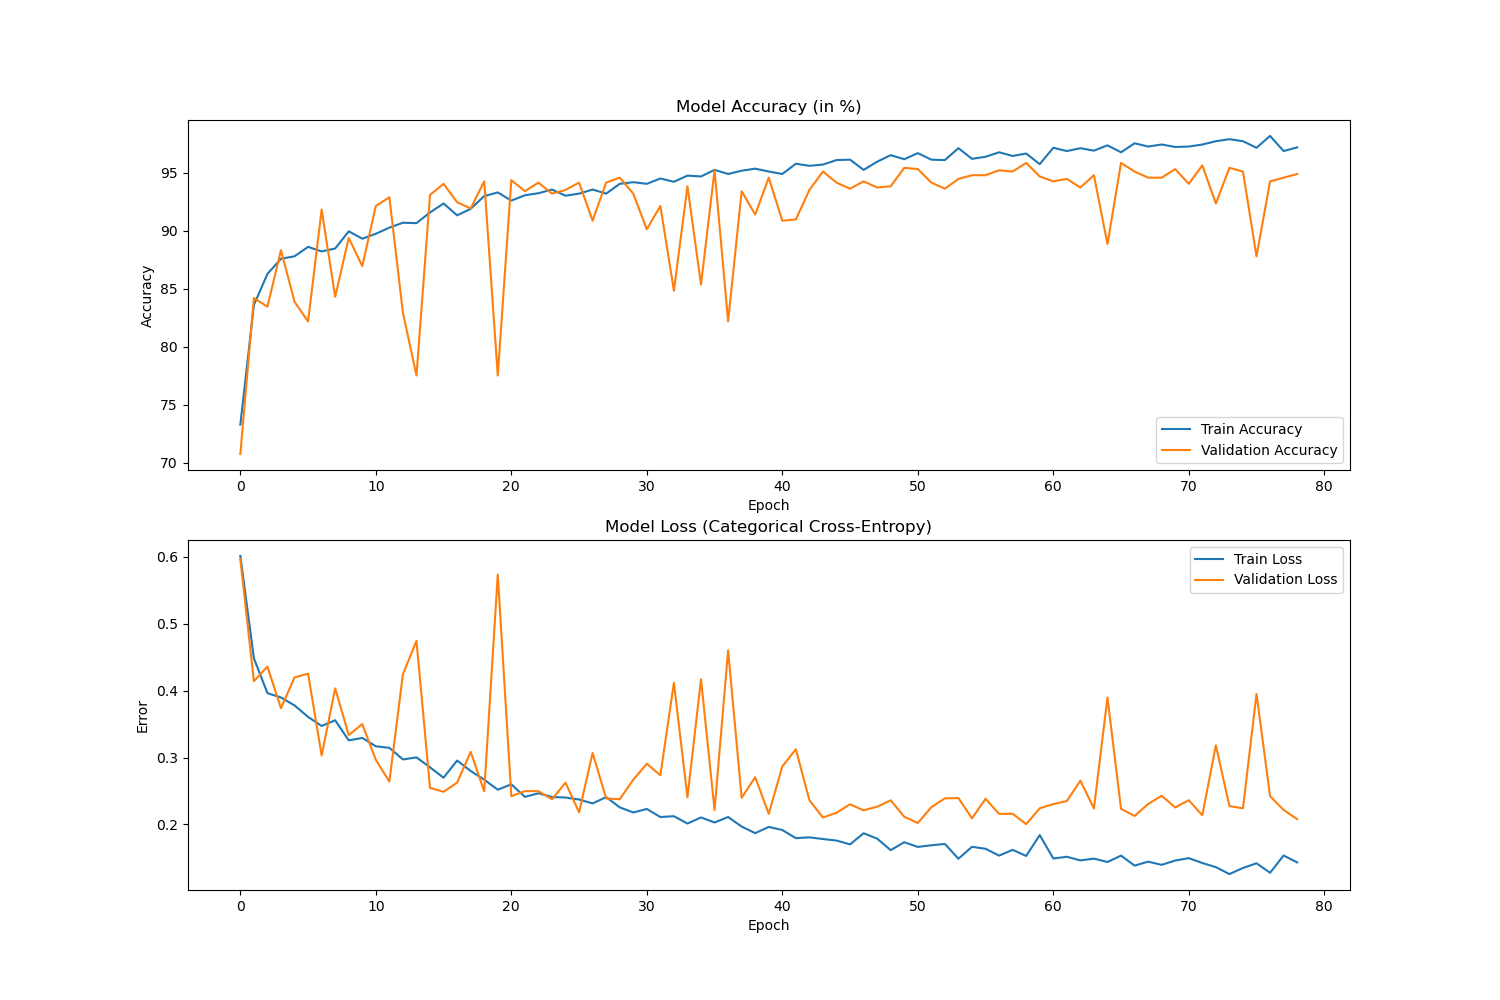 Model Accuracy (in %)
Accuracy
95
90
85
80
75
70
Train Accuracy
Validation Accuracy
0 10 20 30 40 50 60 70 80
Epoch
Model Loss (Categorical Cross-Entropy)
Error
0.6
0.5
0.4
0.3
0.2
Train Loss
Validation Loss
0 10 20 30 40 50 60 70 80
Epoch